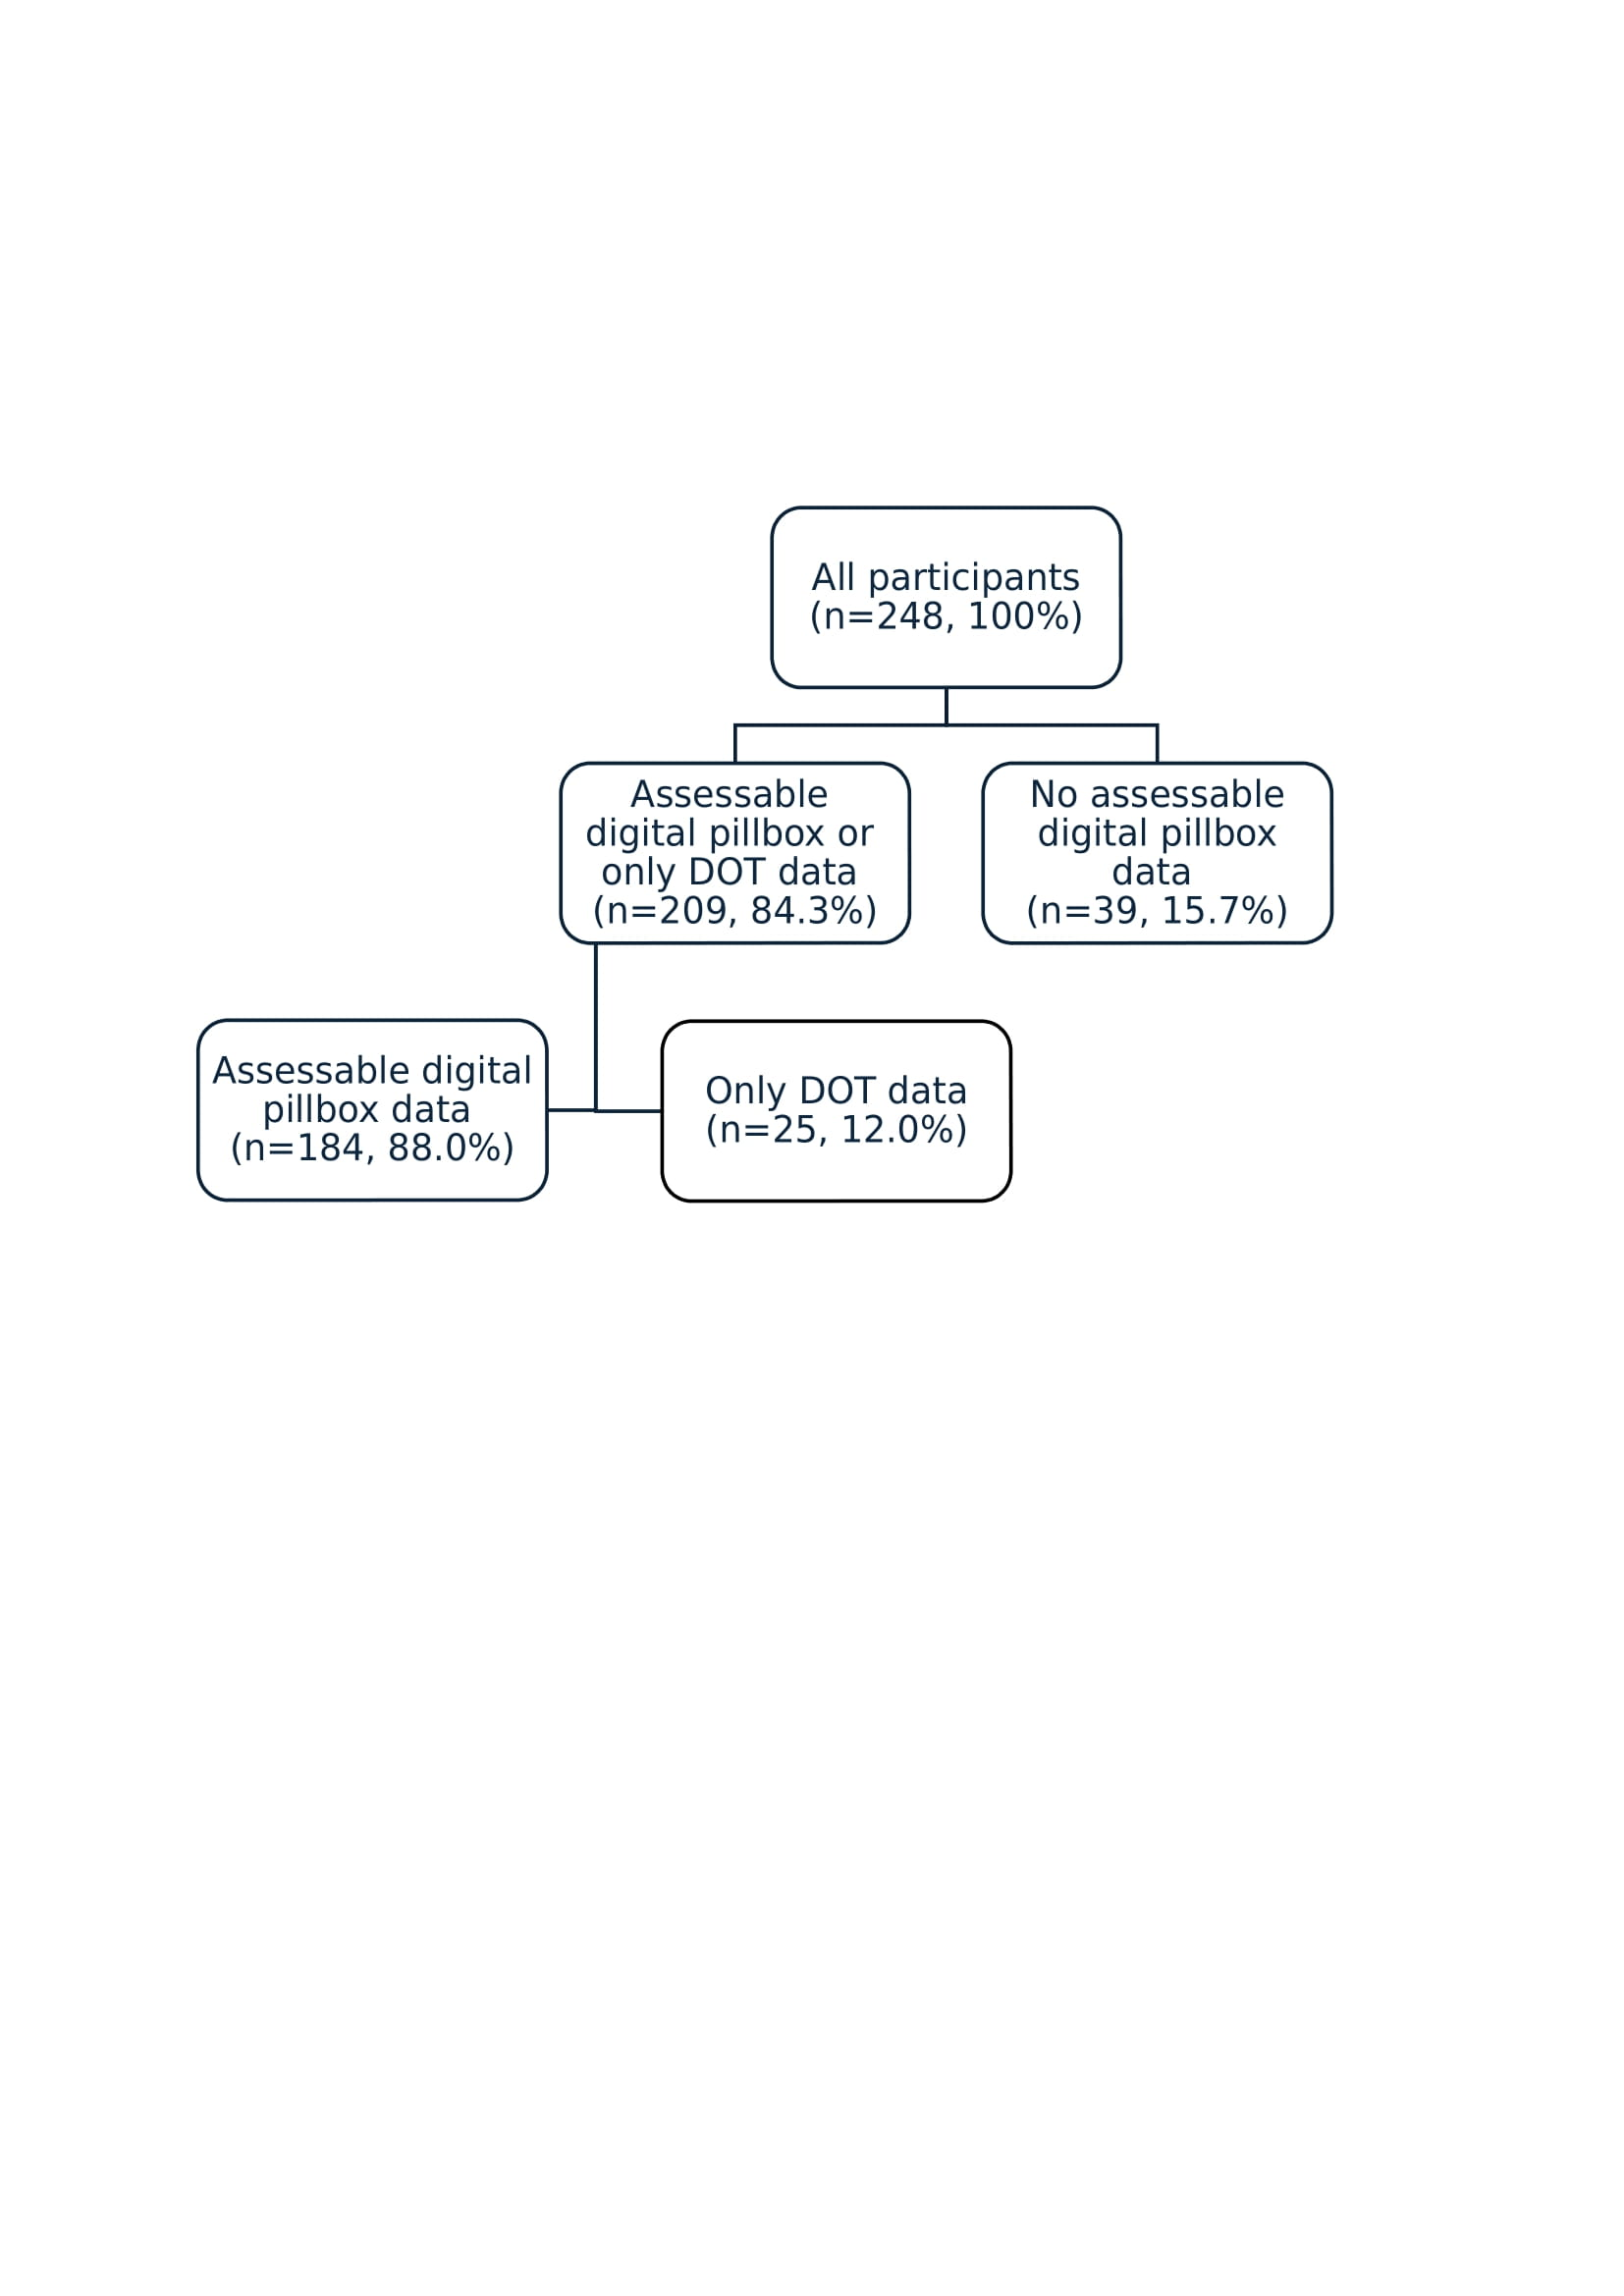 All participants
(n=248, 100%)
Assessable
digital pillbox or
only DOT data
(n=209, 84.3%)
No assessable
digital pillbox
data
(n=39, 15.7%)
Assessable digital
pillbox data
(n=184, 88.0%)
Only DOT data
(n=25, 12.0%)